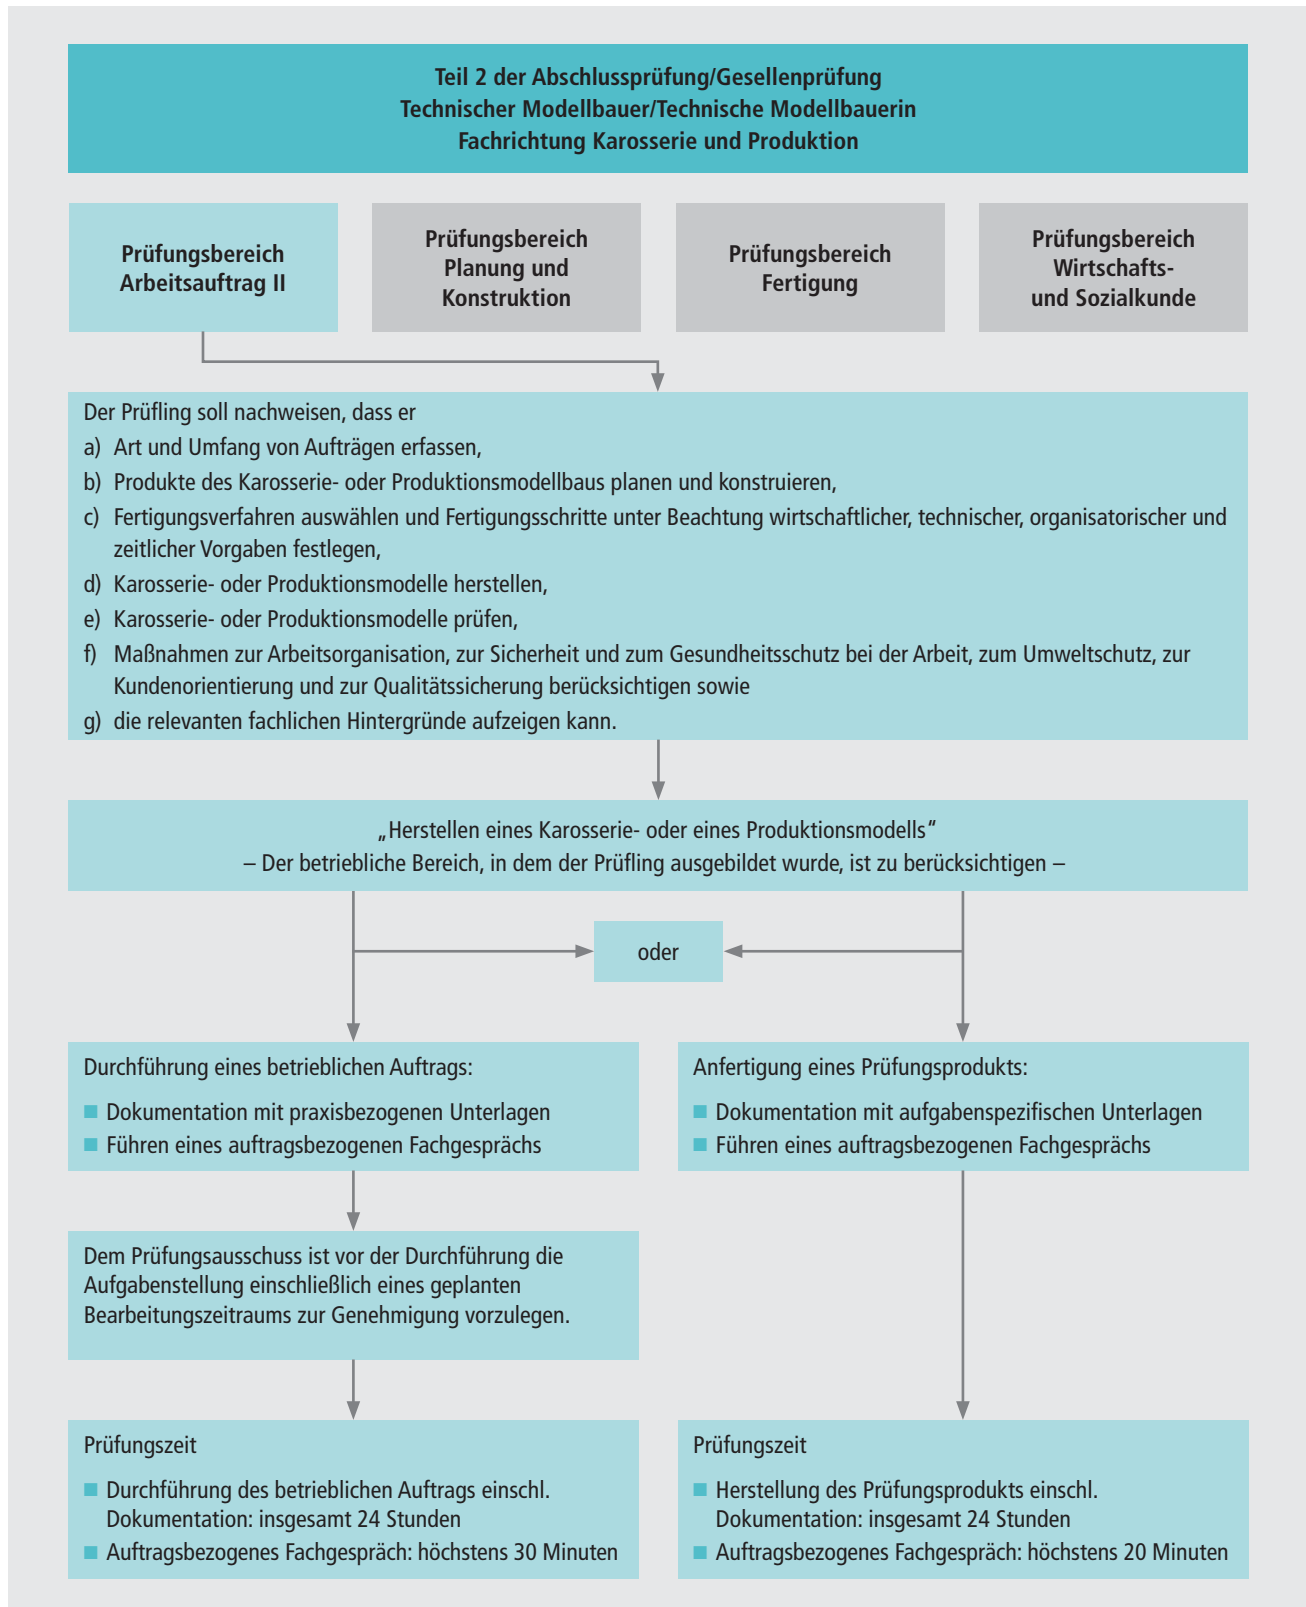 Teil 2 der Abschlussprüfung/Gesellenprüfung
Technischer Modellbauer/Technische Modellbauerin
Fachrichtung Karosserie und Produktion
Prüfungsbereich
Arbeitsauftrag II
Prüfungsbereich
Planung und
Konstruktion
Prüfungsbereich
Fertigung
Prüfungsbereich
Wirtschafts-
und Sozialkunde
Der Prüfling soll nachweisen, dass er
a) Art und Umfang von Aufträgen erfassen,
b) Produkte des Karosserie- oder Produktionsmodellbaus planen und konstruieren,
c) Fertigungsverfahren auswählen und Fertigungsschritte unter Beachtung wirtschaftlicher, technischer, organisatorischer und
zeitlicher Vorgaben festlegen,
d) Karosserie- oder Produktionsmodelle herstellen,
e) Karosserie- oder Produktionsmodelle prüfen,
f) Maßnahmen zur Arbeitsorganisation, zur Sicherheit und zum Gesundheitsschutz bei der Arbeit, zum Umweltschutz, zur
Kundenorientierung und zur Qualitätssicherung berücksichtigen sowie
g) die relevanten fachlichen Hintergründe aufzeigen kann.
„Herstellen eines Karosserie- oder eines Produktionsmodells“
– Der betriebliche Bereich, in dem der Prüfling ausgebildet wurde, ist zu berücksichtigen –
oder
Durchführung eines betrieblichen Auftrags:
■ Dokumentation mit praxisbezogenen Unterlagen
■ Führen eines auftragsbezogenen Fachgesprächs
Anfertigung eines Prüfungsprodukts:
■ Dokumentation mit aufgabenspezifischen Unterlagen
■ Führen eines auftragsbezogenen Fachgesprächs
Dem Prüfungsausschuss ist vor der Durchführung die
Aufgabenstellung einschließlich eines geplanten
Bearbeitungszeitraums zur Genehmigung vorzulegen.
Prüfungszeit
■ Durchführung des betrieblichen Auftrags einschl.
Dokumentation: insgesamt 24 Stunden
■ Auftragsbezogenes Fachgespräch: höchstens 30 Minuten
Prüfungszeit
■ Herstellung des Prüfungsprodukts einschl.
Dokumentation: insgesamt 24 Stunden
■ Auftragsbezogenes Fachgespräch: höchstens 20 Minuten